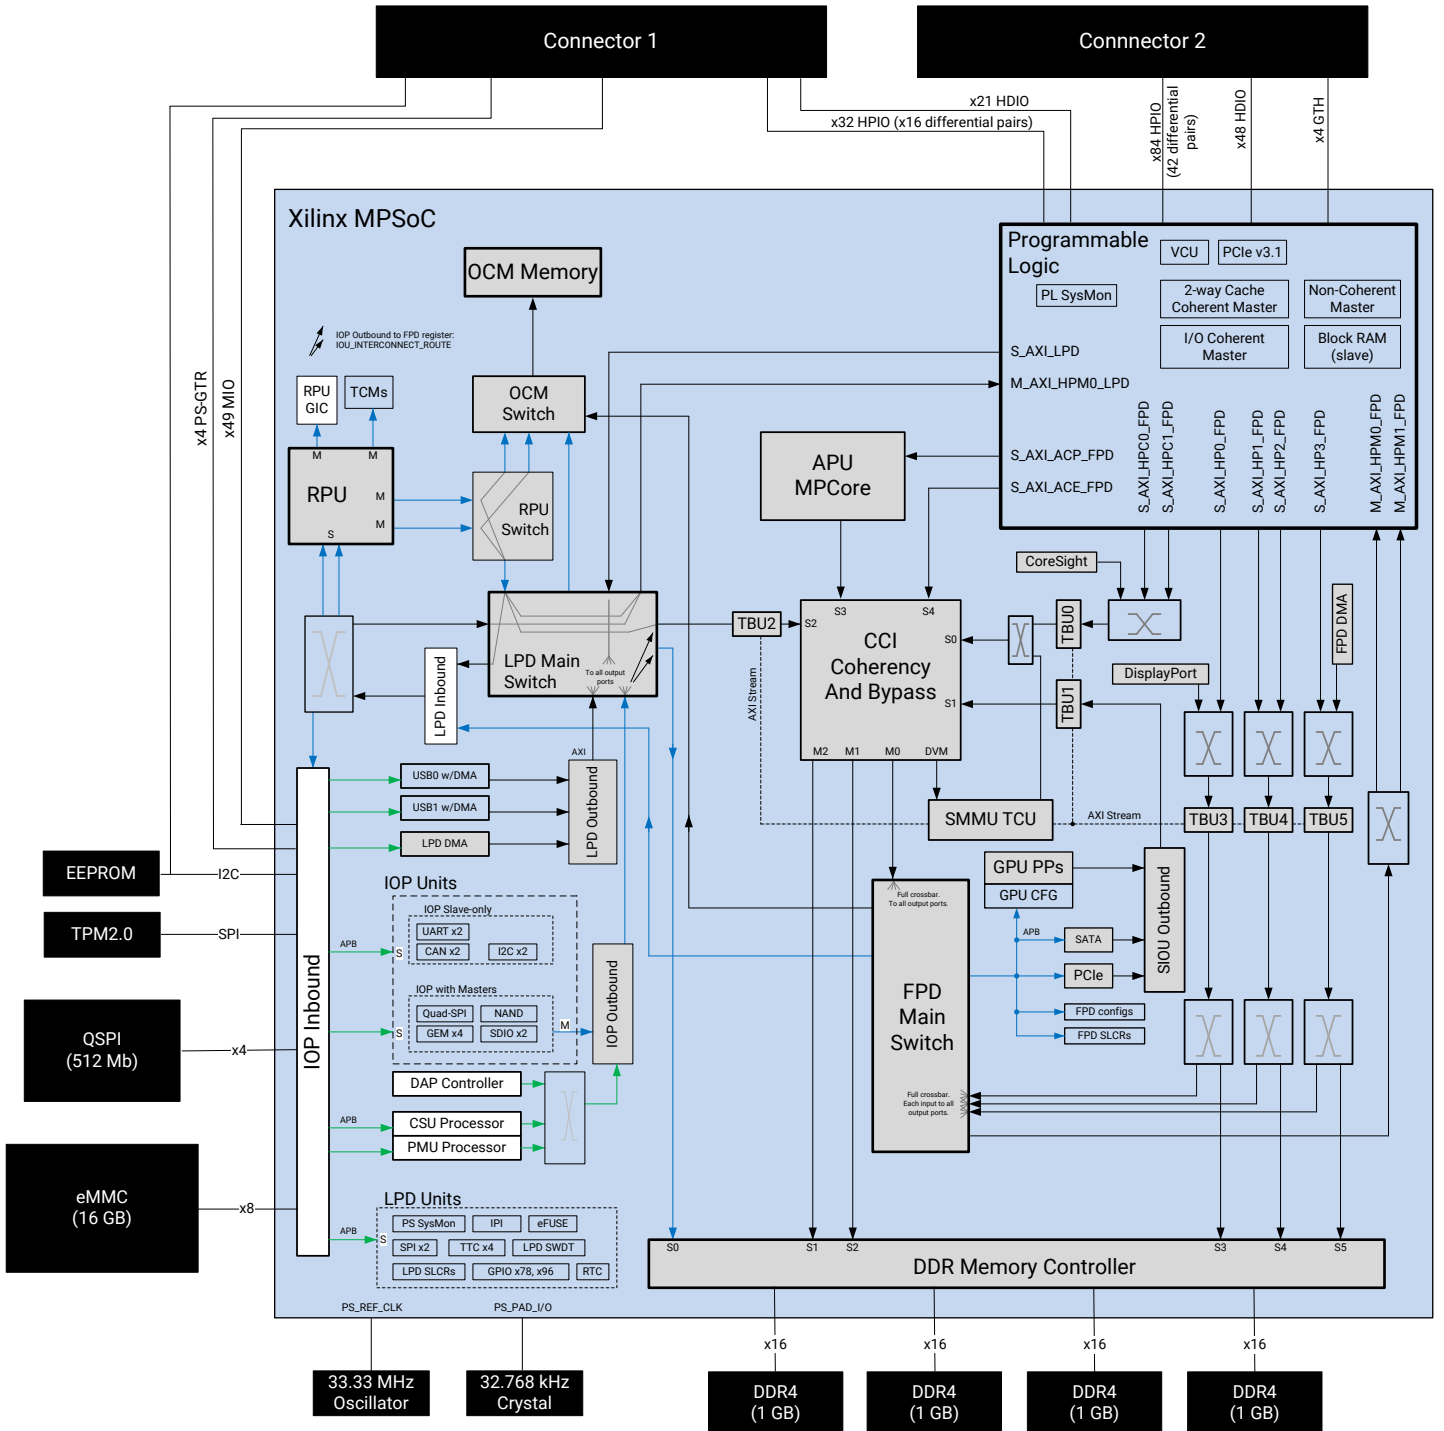 Connector 1
Connnector 2
x21 HDIO
x32 HPIO (x16 differential pairs)
x84 HPIO
(42 differential
pairs)
x48 HDIO
x4 GTH
x4 PS-GTR
x49 MIO
Xilinx MPSoC
Programmable
Logic
VCU
PCIe v3.1
PL SysMon
2-way Cache
Coherent Master
Non-Coherent
Master
I/O Coherent
Master
Block RAM
(slave)
S_AXI_LPD
M_AXI_HPM0_LPD
S_AXI_ACP_FPD
S_AXI_ACE_FPD
S_AXI_HPC0_FPD
S_AXI_HPC1_FPD
S_AXI_HP0_FPD
S_AXI_HP1_FPD
S_AXI_HP2_FPD
S_AXI_HP3_FPD
M_AXI_HPM0_FPD
M_AXI_HPM1_FPD
OCM Memory
IOP Outbound to FPD register:
IOU_INTERCONNECT_ROUTE
RPU
GIC
TCMs
OCM
Switch
M
M
RPU
M
M
S
RPU
Switch
APU
MPCore
CoreSight
FPD DMA
S3
S4
S2
S0
S1
CCI
Coherency
And Bypass
M2
M1
M0
DVM
TBU2
TBU0
TBU1
DisplayPort
LPD Main
Switch
To all output
ports
LPD Inbound
AXI Stream
AXI
LPD Outbound
USB0 w/DMA
USB1 w/DMA
LPD DMA
SMMU TCU
AXI Stream
TBU3
TBU4
TBU5
EEPROM
I2C
TPM2.0
SPI
QSPI
(512 Mb)
x4
eMMC
(16 GB)
x8
IOP Inbound
IOP Units
IOP Slave-only
UART x2
CAN x2
I2C x2
APB
S
IOP with Masters
Quad-SPI
NAND
GEM x4
SDIO x2
S
M
IOP Outbound
DAP Controller
CSU Processor
PMU Processor
APB
Full crossbar.
To all output ports.
FPD
Main
Switch
Full crossbar.
Each input to all
output ports.
GPU PPs
GPU CFG
APB
SATA
PCIe
FPD configs
FPD SLCRs
SIOU Outbound
LPD Units
APB
S
PS SysMon
IPI
eFUSE
SPI x2
TTC x4
LPD SWDT
LPD SLCRs
GPIO x78, x96
RTC
S0
S1
S2
S3
S4
S5
DDR Memory Controller
PS_REF_CLK
PS_PAD_I/O
x16
x16
x16
x16
33.33 MHz
Oscillator
32.768 kHz
Crystal
DDR4
(1 GB)
DDR4
(1 GB)
DDR4
(1 GB)
DDR4
(1 GB)